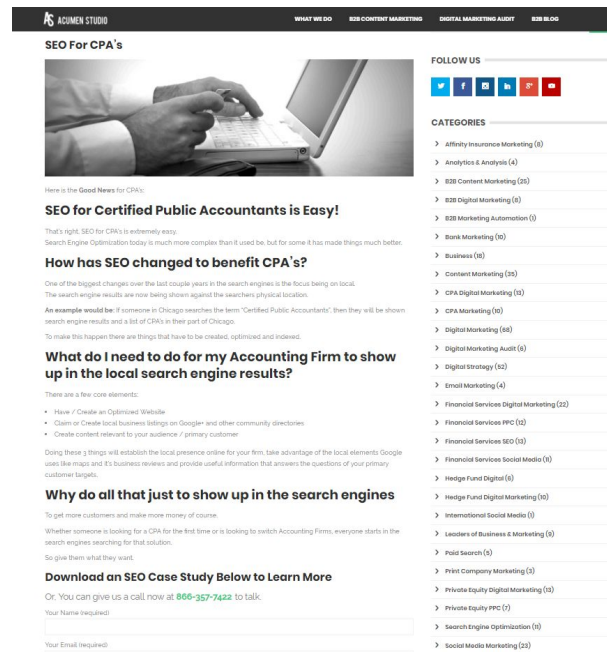 ACUMEN STUDIO
WHAT WE DO
B2B CONTENT MARKETING
DIGITAL MARKETING AUDIT
B2B BLOG
SEO For CPA's
Here is the Good News for CPA's:
SEO for Certified Public Accountants is Easy!
That's right, SEO for CPA's is extremely easy.
Search Engine Optimization today is much more complex than it used be, but for some it has made things much better.
How has SEO changed to benefit CPA's?
One of the biggest changes over the last couple years in the search engines is the focus being on local.
The search engine results are now being shown against the searchers physical location.
An example would be: If someone in Chicago searches the term "Certified Public Accountants", then they will be shown
search engine results and a list of CPA's in their part of Chicago.
To make this happen there are things that have to be created, optimized and indexed.
What do I need to do for my Accounting Firm to show
up in the local search engine results?
There are a few core elements:
Have / Create an Optimized Website
Claim or Create local business listings on Google+ and other community directories
Create content relevant to your audience / primary customer
Doing these 3 things will establish the local presence online for your firm, take advantage of the local elements Google
uses like maps and it's business reviews and provide useful information that answers the questions of your primary
customer targets.
Why do all that just to show up in the search engines
To get more customers and make more money of course.
Whether someone is looking for a CPA for the first time or is looking to switch Accounting Firms, everyone starts in the
search engines searching for that solution.
So give them what they want.
Download an SEO Case Study Below to Learn More
Or, You can give us a call now at 866-357-7422 to talk.
Your Name (required)
Your Email (required)
FOLLOW US
CATEGORIES
Affinity Insurance Marketing (8)
Analytics & Analysis (4)
B2B Content Marketing (25)
B2B Digital Marketing (8)
B2B Marketing Automation (1)
Bank Marketing (10)
Business (18)
Content Marketing (35)
CPA Digital Marketing (13)
CPA Marketing (10)
Digital Marketing (68)
Digital Marketing Audit (6)
Digital Strategy (52)
Email Marketing (4)
Financial Services Digital Marketing (22)
Financial Services PPC (12)
Financial Services SEO (13)
Financial Services Social Media (11)
Hedge Fund Digital (6)
Hedge Fund Digital Marketing (10)
International Social Media (1)
Leaders of Business & Marketing (9)
Paid Search (5)
Print Company Marketing (3)
Private Equity Digital Marketing (13)
Private Equity PPC (7)
Search Engine Optimization (11)
Social Media Marketing (23)